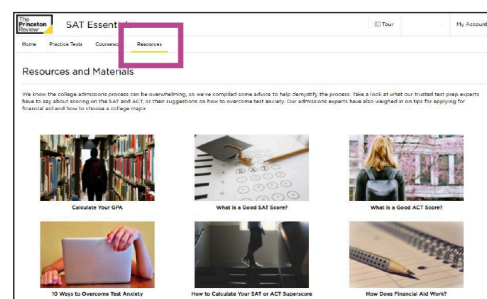 The
Princeton
Review
SAT Essentials
Tour
My Account
Home
Practice Tests
Coursework
Resources
Resources and Materials
We know the college admissions process can be overwhelming, so we've compiled some advice to help demystify the process. Take a look at what our trusted test prep experts
have to say about scoring on the SAT and ACT, or their suggestions on how to overcome test anxiety. Our admissions experts have also weighed in on tips for applying for
financial aid and how to choose a college major.
SAT
Calculate Your GPA
What is a Good SAT Score?
What is a Good ACT Score?
10 Ways to Overcome Test Anxiety
How to Calculate Your SAT or ACT Superscore
How Does Financial Aid Work?